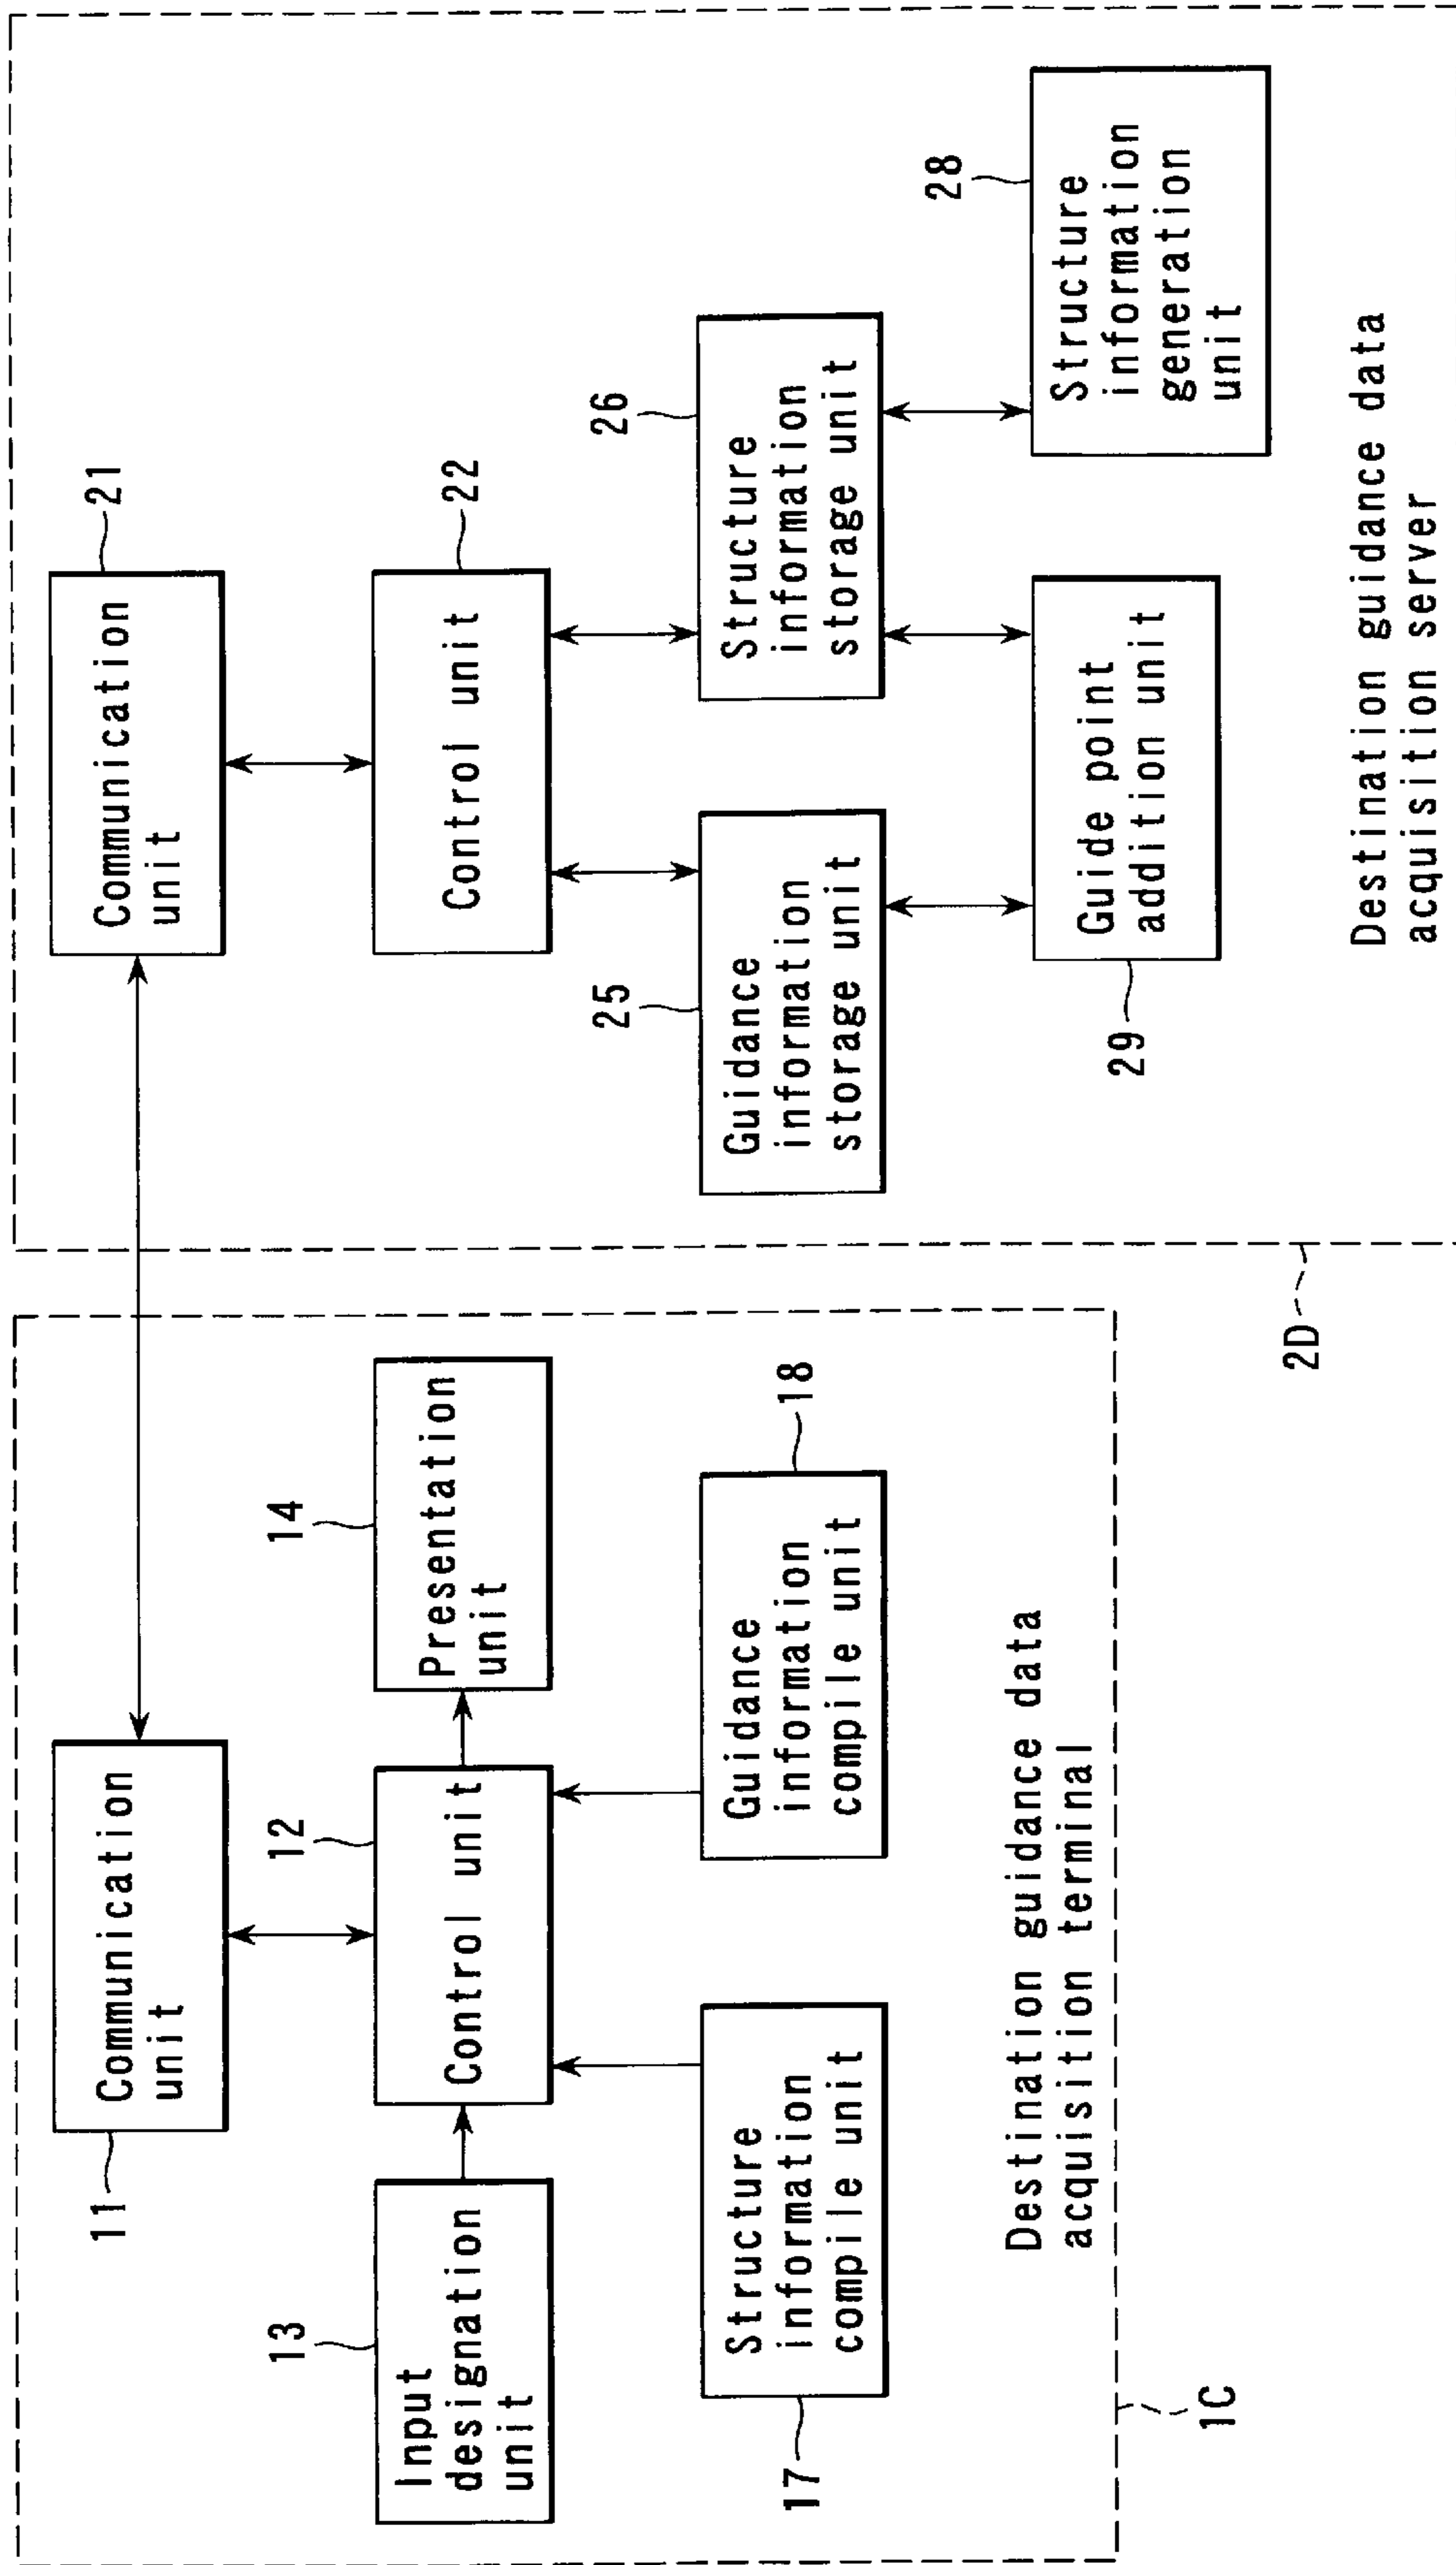 11
Communication
unit
13
Input
designation
unit
12
Control unit
14
Presentation
unit
17
Structure
information
compile unit
18
Guidance
information
compile unit
Destination guidance data
acquisition terminal
1C
21
Communication
unit
22
Control unit
25
Guidance
information
storage unit
26
Structure
information
storage unit
29
Guide point
addition unit
28
Structure
information
generation
unit
Destination guidance data
acquisition server
2D